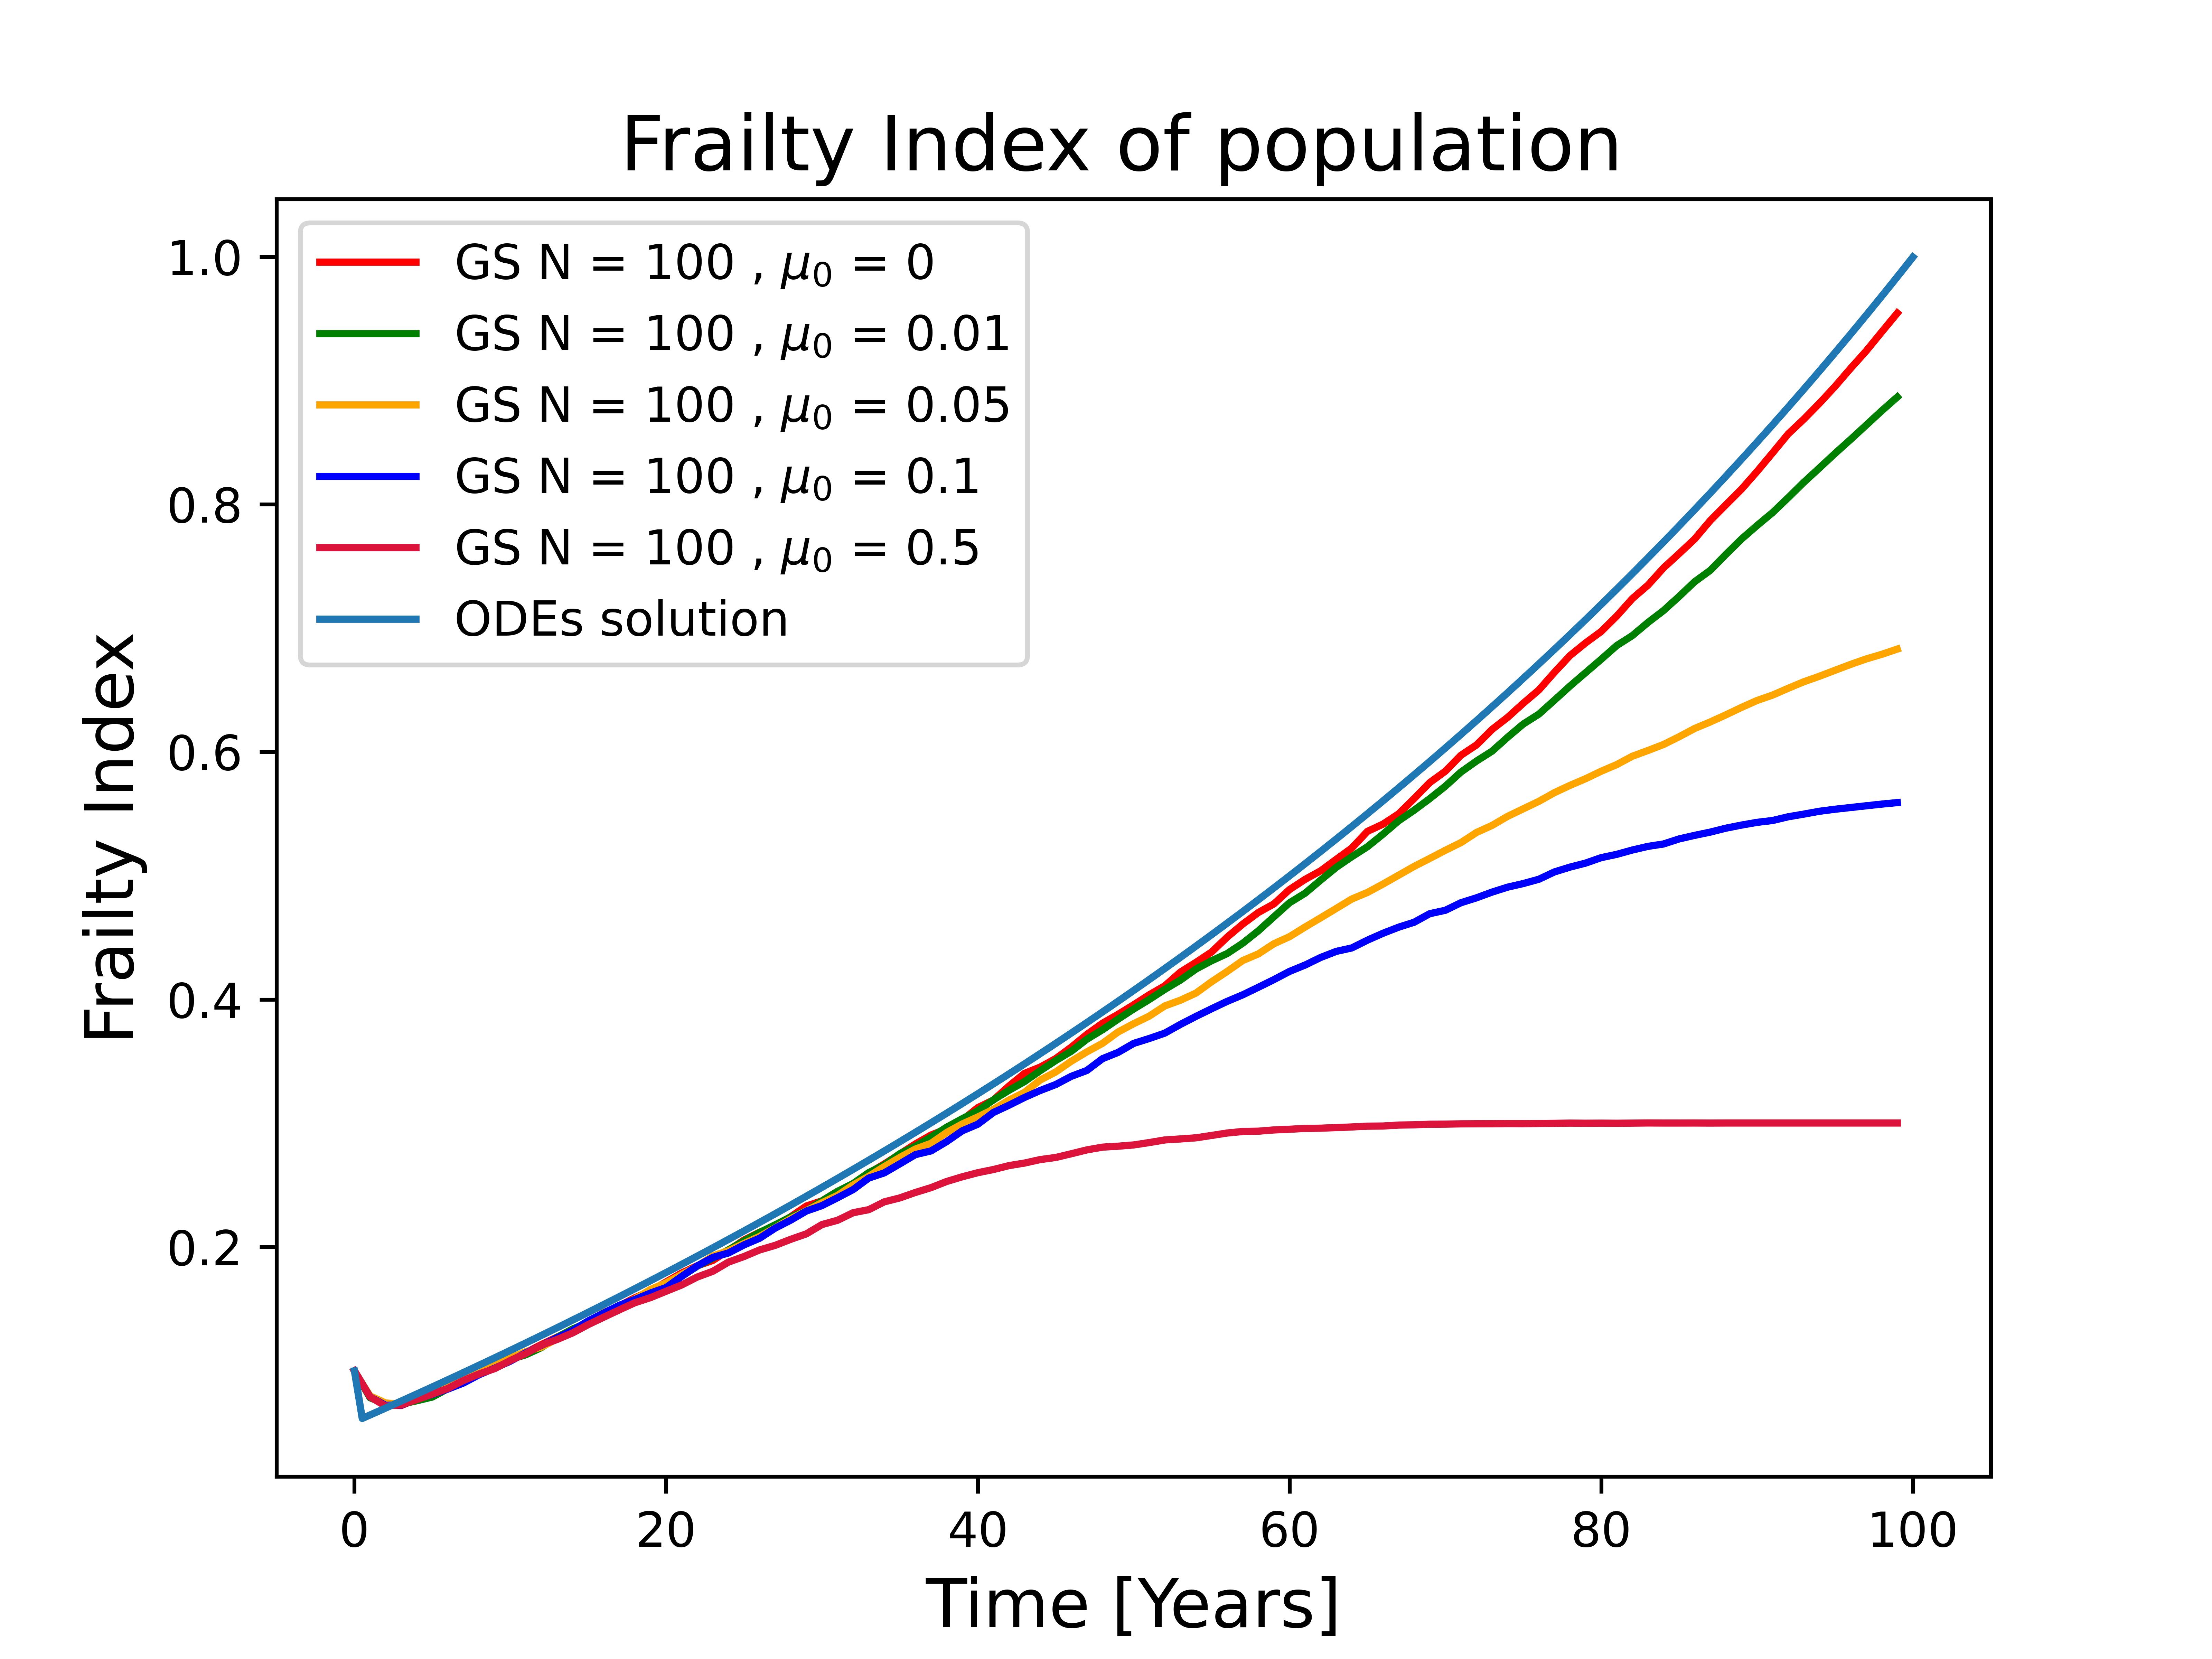 Frailty Index of population
GS N = 100 , μ₀ = 0
GS N = 100 , μ₀ = 0.01
GS N = 100 , μ₀ = 0.05
GS N = 100 , μ₀ = 0.1
GS N = 100 , μ₀ = 0.5
ODEs solution
Frailty Index
1.0
0.8
0.6
0.4
0.2
0 20 40 60 80 100
Time [Years]